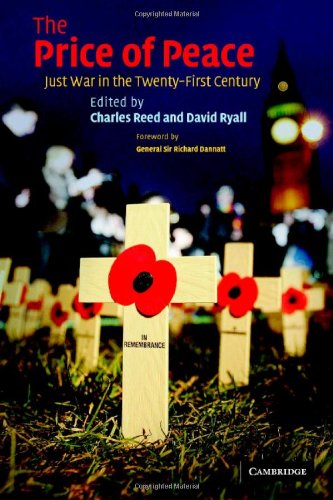 The
Price of Peace
Just War in the Twenty-First Century
Edited by
Charles Reed and David Ryall
Foreword by
General Sir Richard Dannatt
IN
REMEMBRANCE
CAMBRIDGE